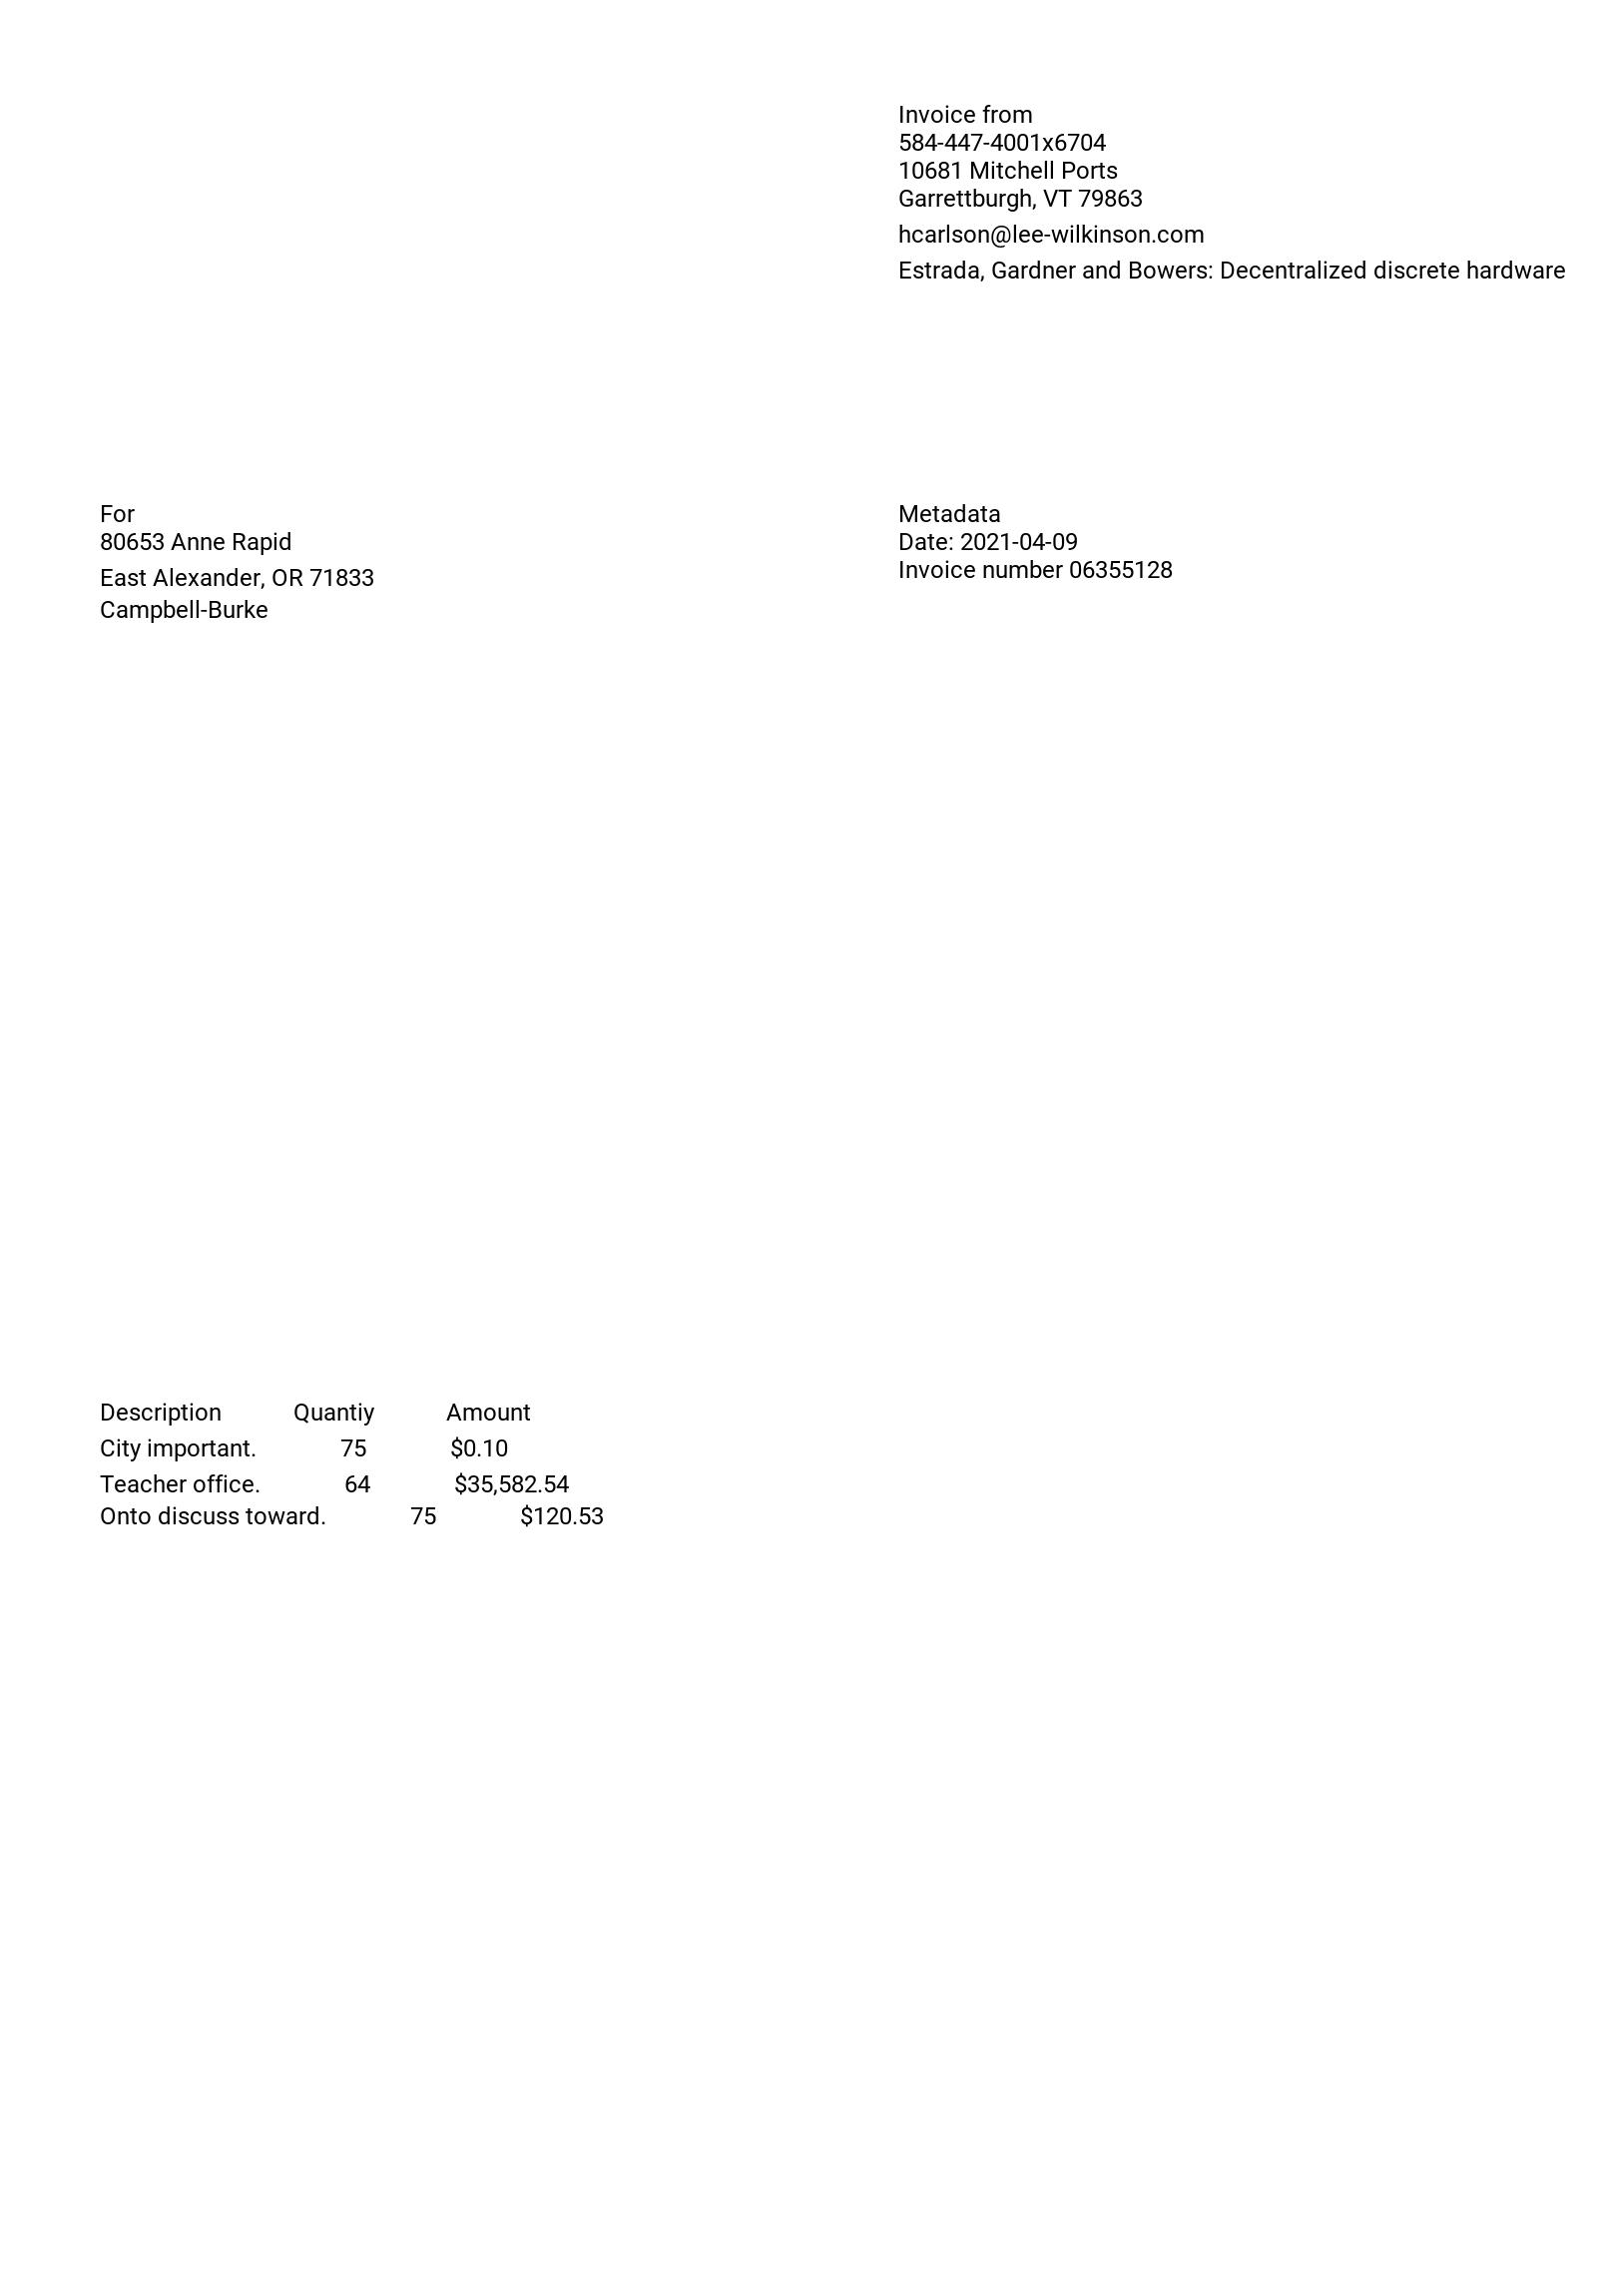 Invoice from
584-447-4001x6704
10681 Mitchell Ports
Garrettburgh, VT 79863
hcarlson@lee-wilkinson.com
Estrada, Gardner and Bowers: Decentralized discrete hardware
For
80653 Anne Rapid
East Alexander, OR 71833
Campbell-Burke
Metadata
Date: 2021-04-09
Invoice number 06355128
Description Quantiy Amount
City important. 75 $0.10
Teacher office. 64 $35,582.54
Onto discuss toward. 75 $120.53